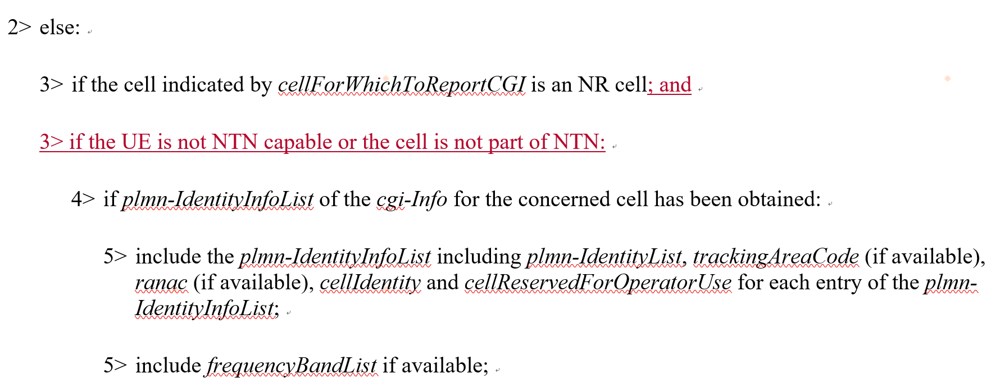 2> else:
3> if the cell indicated by cellForWhichToReportCGI is an NR cell; and
3> if the UE is not NTN capable or the cell is not part of NTN:
4> if plmn-IdentityInfoList of the cgi-Info for the concerned cell has been obtained:
5> include the plmn-IdentityInfoList including plmn-IdentityList, trackingAreaCode (if available),
ranac (if available), cellIdentity and cellReservedForOperatorUse for each entry of the plmn-
IdentityInfoList;
5> include frequencyBandList if available;